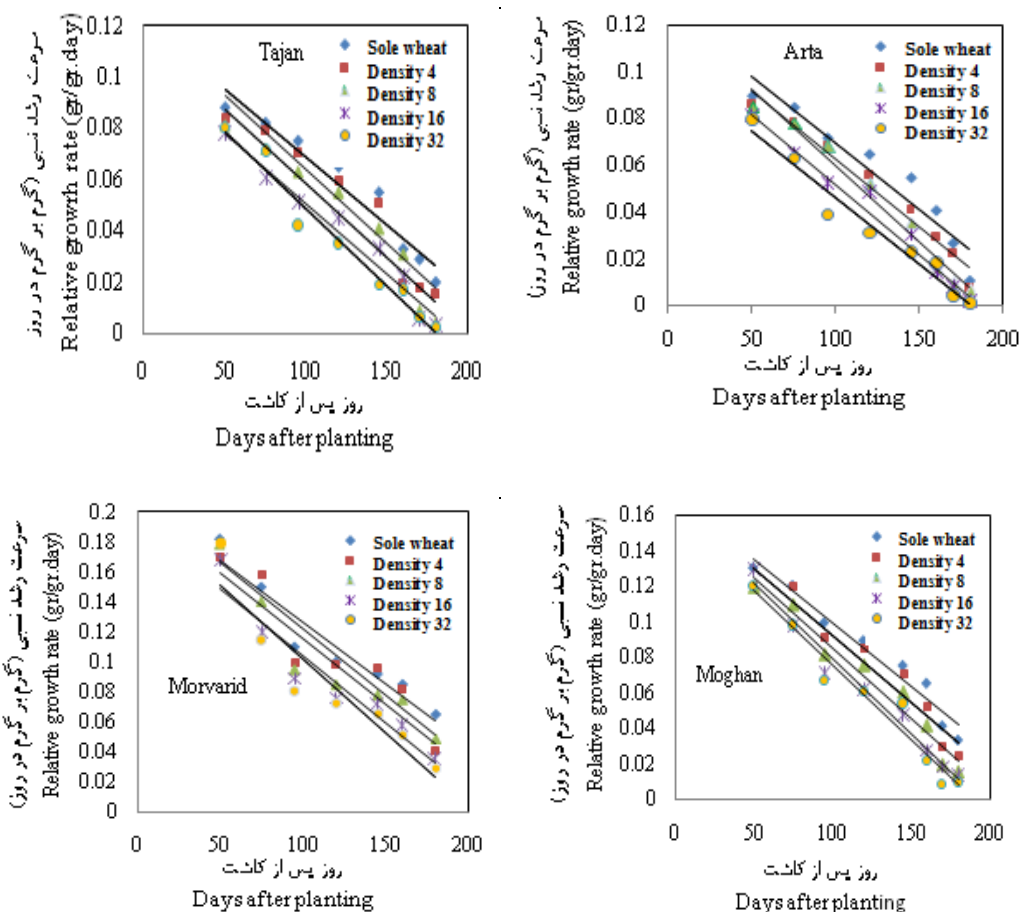 سرعت رشد نسبی (گرم بر گرم در روز
Relative growth rate (gr/gr.day)
0.12
0.1
0.08
0.06
0.04
0.02
0
Tajan
Sole wheat
Density 4
Density 8
Density 16
Density 32
0 50 100 150 200
روز پس از کاشت
Days after planting
سرعت رشد نسبی (گرم بر گرم در روز)
Relative growth rate (gr/gr.day)
0.12
0.1
0.08
0.06
0.04
0.02
0
Arta
Sole wheat
Density 4
Density 8
Density 16
Density 32
0 50 100 150 200
روز پس از کاشت
Days after planting
سرعت رشد نسبی (گرم بر گرم در روز)
Relative growth rate (gr/gr.day)
0.2
0.18
0.16
0.14
0.12
0.1
0.08
0.06
0.04
0.02
0
Morvarid
Sole wheat
Density 4
Density 8
Density 16
Density 32
0 50 100 150 200
روز پس از کاشت
Days after planting
سرعت رشد نسبی (گرم بر گرم در روز)
Relative growth rate (gr/gr.day)
0.16
0.14
0.12
0.1
0.08
0.06
0.04
0.02
0
Moghan
Sole wheat
Density 4
Density 8
Density 16
Density 32
0 50 100 150 200
روز پس از کاشت
Days after planting